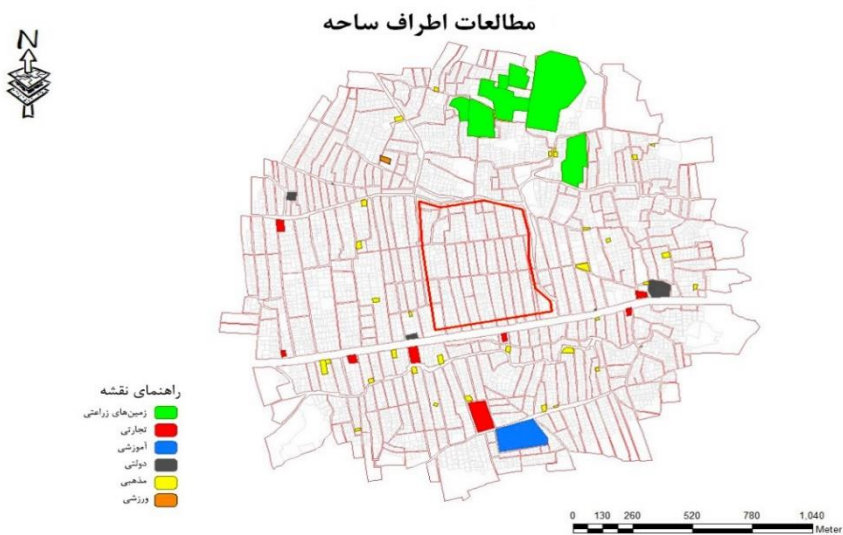 مطالعات اطراف ساحه
N
راهنمای نقشه
زمین‌های زراعتی
تجارتی
آموزشی
دولتی
مذهبی
ورزشی
0 130 260 520 780 1,040
Meter